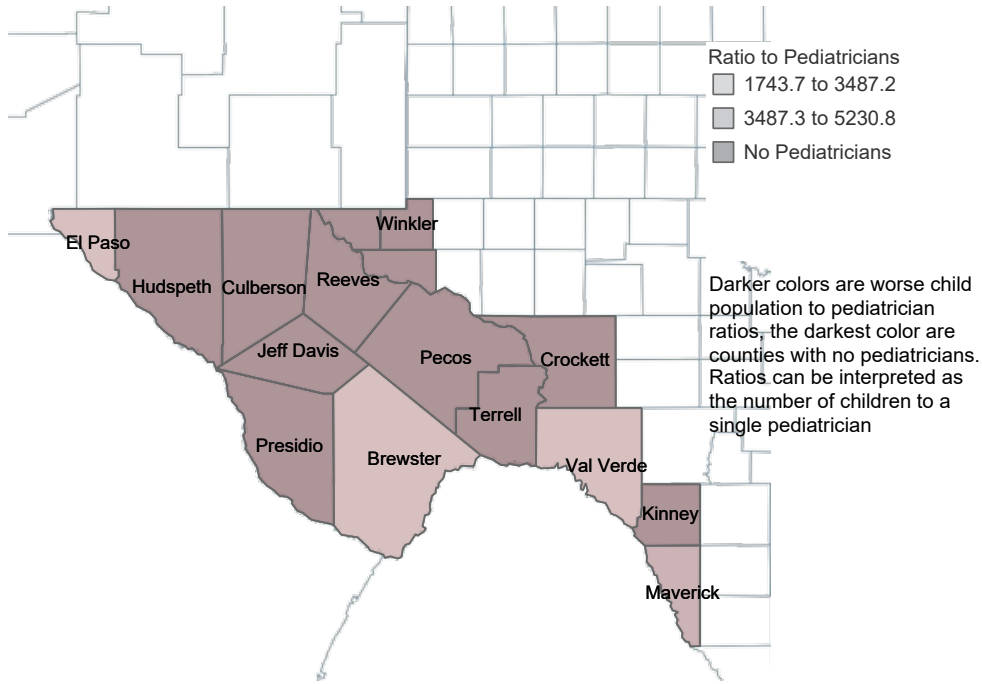 Ratio to Pediatricians
1743.7 to 3487.2
3487.3 to 5230.8
No Pediatricians
Winkler
El Paso
Hudspeth
Culberson
Reeves
Darker colors are worse child
population to pediatrician
ratios, the darkest color are
counties with no pediatricians.
Ratios can be interpreted as
the number of children to a
single pediatrician
Jeff Davis
Pecos
Crockett
Terrell
Presidio
Brewster
Val Verde
Kinney
Maverick